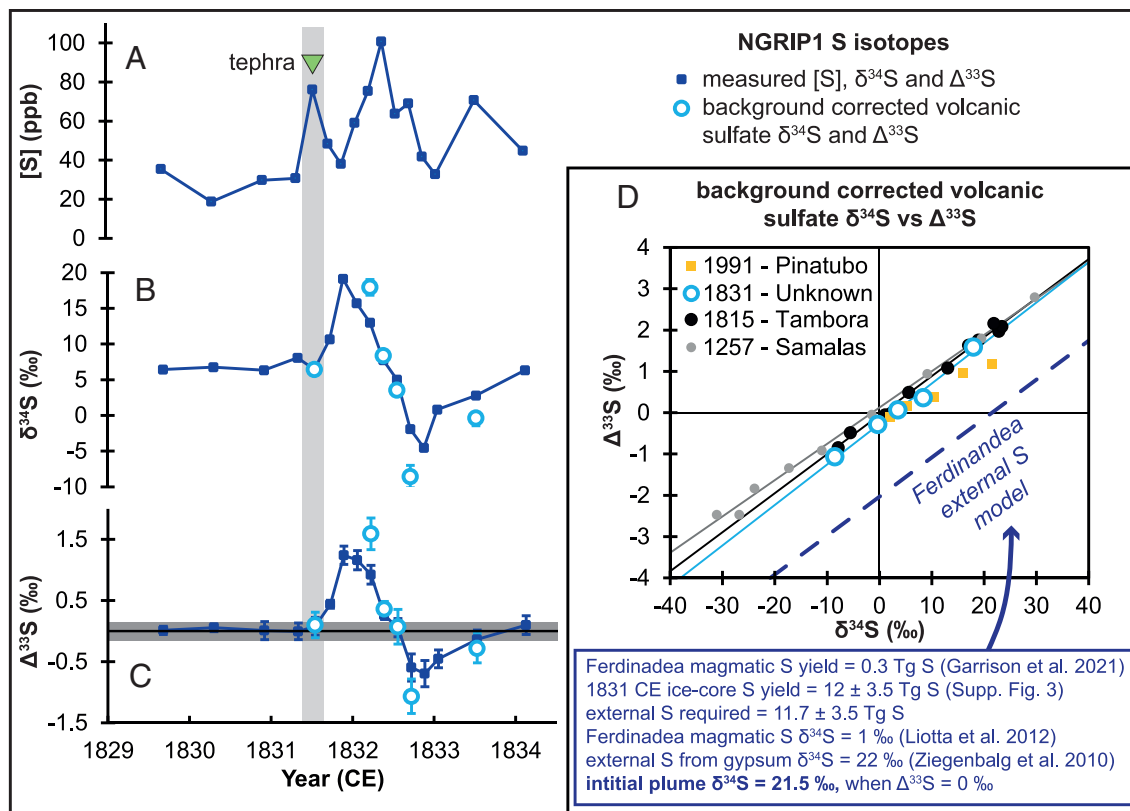 NGRIP1 S isotopes
measured [S], δ³⁴S and Δ³³S
background corrected volcanic
sulfate δ³⁴S and Δ³³S
A
tephra
[S] (ppb)
100
80
60
40
20
0
B
δ³⁴S (‰)
20
15
10
5
0
-5
-10
C
Δ³³S (‰)
1.5
0.5
-0.5
-1.5
1829 1830 1831 1832 1833 1834
Year (CE)
D
background corrected volcanic
sulfate δ³⁴S vs Δ³³S
1991 - Pinatubo
1831 - Unknown
1815 - Tambora
1257 - Samalas
Δ³³S (‰)
4
3
2
1
0
-1
-2
-3
-4
-40 -30 -20 -10 0 10 20 30 40
δ³⁴S (‰)
Ferdinandea
external S
model
Ferdinadea magmatic S yield = 0.3 Tg S (Garrison et al. 2021)
1831 CE ice-core S yield = 12 ± 3.5 Tg S (Supp. Fig. 3)
external S required = 11.7 ± 3.5 Tg S
Ferdinadea magmatic S δ³⁴S = 1 ‰ (Liotta et al. 2012)
external S from gypsum δ³⁴S = 22 ‰ (Ziegenbalg et al. 2010)
intitial plume δ³⁴S = 21.5 ‰, when Δ³³S = 0 ‰